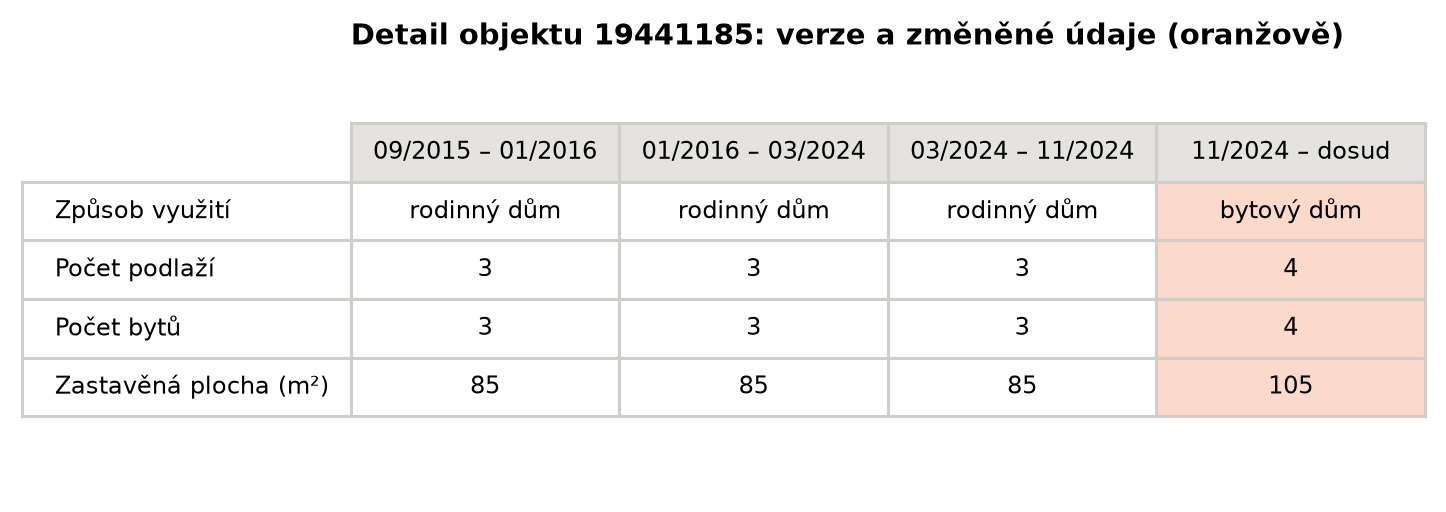 Detail objektu 19441185: verze a změněné údaje (oranžově)
09/2015 – 01/2016 01/2016 – 03/2024 03/2024 – 11/2024 11/2024 – dosud
Způsob využití rodinný dům rodinný dům rodinný dům bytový dům
Počet podlaží 3 3 3 4
Počet bytů 3 3 3 4
Zastavěná plocha (m²) 85 85 85 105